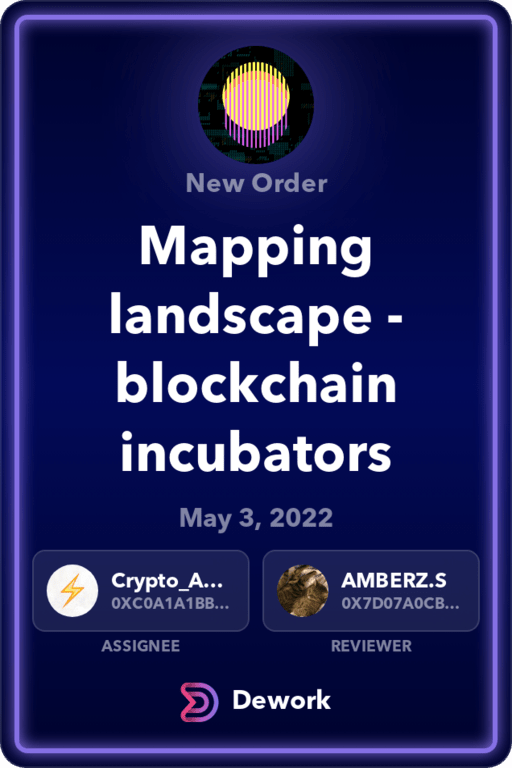 New Order
Mapping
landscape -
blockchain
incubators
May 3, 2022
Crypto_A...
0XC0A1A1BB...
ASSIGNEE
AMBERZ.S
0X7D07A0CB...
REVIEWER
Dework